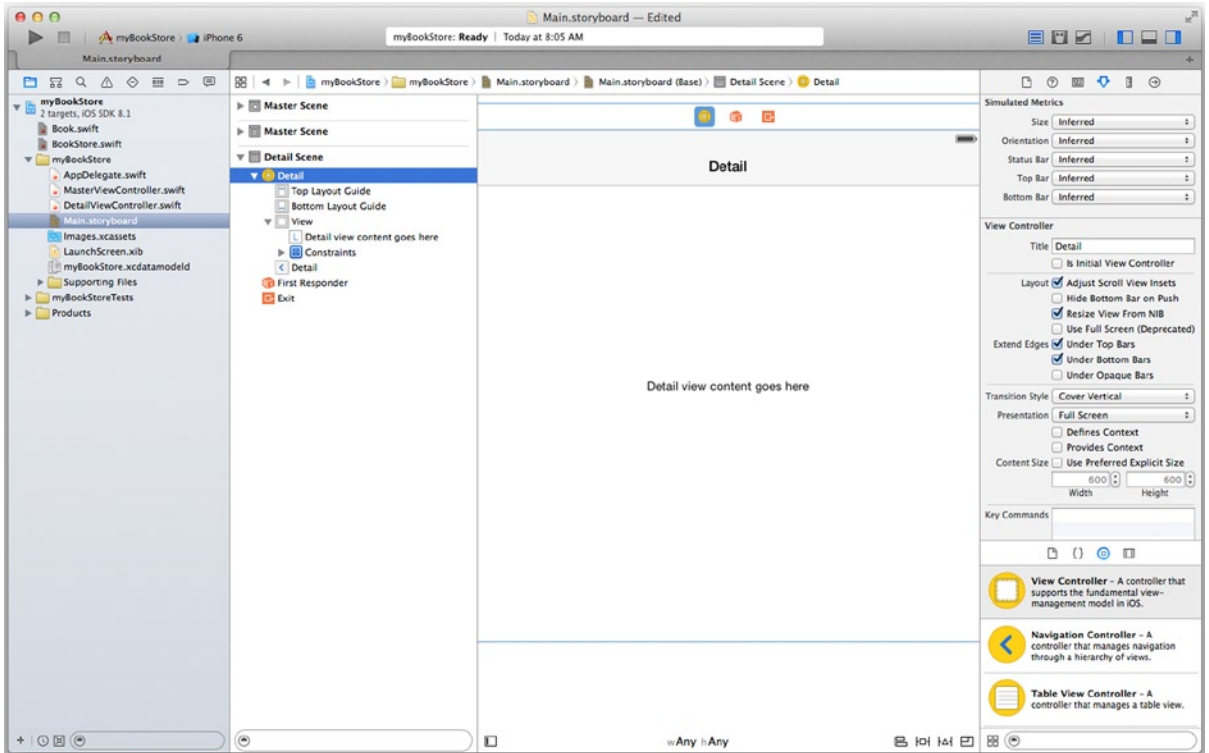 Main.storyboard — Edited
myBookStore
iPhone 6
myBookStore: Ready | Today at 8:05 AM
Main.storyboard
+
myBookStore
2 targets, iOS SDK 8.1
Book.swift
BookStore.swift
myBookStore
AppDelegate.swift
MasterViewController.swift
DetailViewController.swift
Main.storyboard
Images.xcassets
LaunchScreen.xib
myBookStore.xcdatamodeld
Supporting Files
myBookStoreTests
Products
myBookStore
myBookStore
Main.storyboard
Main.storyboard (Base)
Detail Scene
Detail
Master Scene
Master Scene
Detail Scene
Detail
Top Layout Guide
Bottom Layout Guide
View
L Detail view content goes here
Constraints
Detail
First Responder
Exit
Detail
Detail view content goes here
wAny hAny
Simulated Metrics
Size Inferred
Orientation Inferred
Status Bar Inferred
Top Bar Inferred
Bottom Bar Inferred
View Controller
Title Detail
Is Initial View Controller
Layout Adjust Scroll View Insets
Hide Bottom Bar on Push
Resize View From NIB
Use Full Screen (Deprecated)
Extend Edges Under Top Bars
Under Bottom Bars
Under Opaque Bars
Transition Style Cover Vertical
Presentation Full Screen
Defines Context
Provides Context
Content Size Use Preferred Explicit Size
600 600
Width Height
Key Commands
{}
View Controller – A controller that
supports the fundamental view-
management model in iOS.
Navigation Controller – A
controller that manages navigation
through a hierarchy of views.
Table View Controller – A
controller that manages a table view.